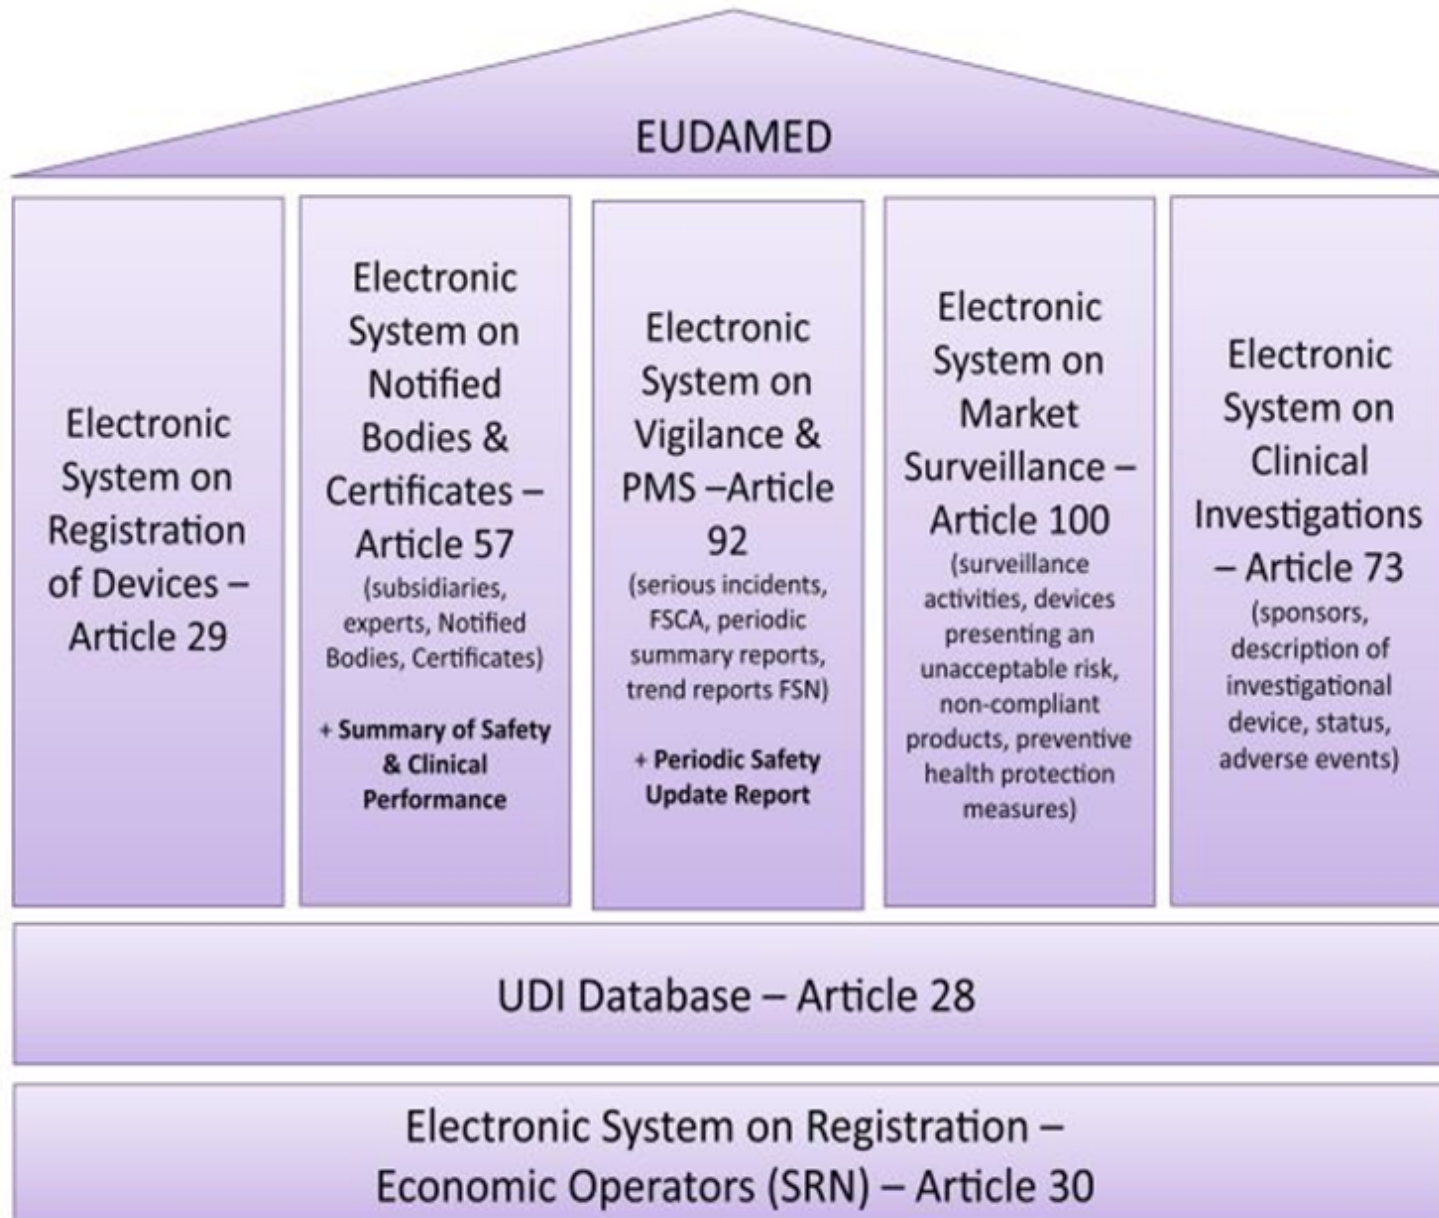 EUDAMED
Electronic
System on
Registration
of Devices –
Article 29
Electronic
System on
Notified
Bodies &
Certificates –
Article 57
(subsidiaries,
experts, Notified
Bodies, Certificates)
+ Summary of Safety
& Clinical
Performance
Electronic
System on
Vigilance &
PMS –Article
92
(serious incidents,
FSCA, periodic
summary reports,
trend reports FSN)
+ Periodic Safety
Update Report
Electronic
System on
Market
Surveillance –
Article 100
(surveillance
activities, devices
presenting an
unacceptable risk,
non-compliant
products, preventive
health protection
measures)
Electronic
System on
Clinical
Investigations
– Article 73
(sponsors,
description of
investigational
device, status,
adverse events)
UDI Database – Article 28
Electronic System on Registration –
Economic Operators (SRN) – Article 30